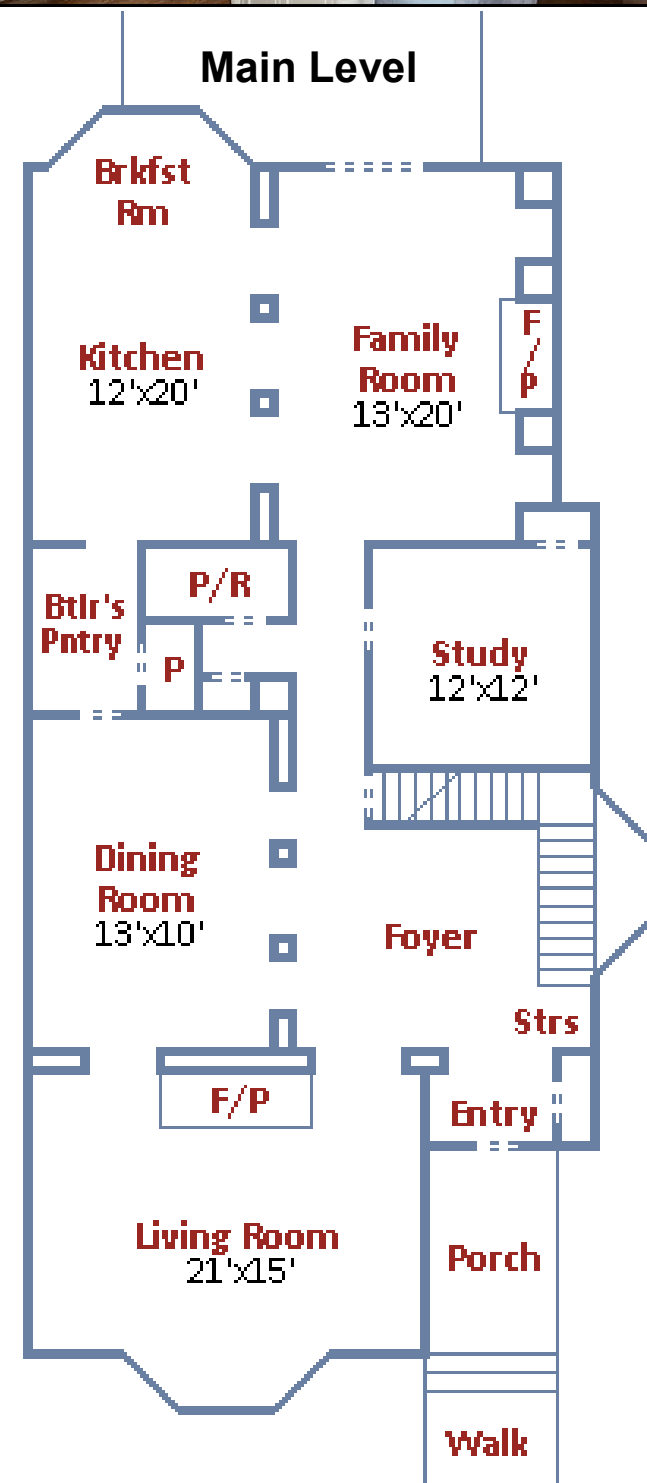 Main Level
Brkfst
Rm
Kitchen
12'x20'
Family
Room
13'x20'
F
/
P
P/R
Btlr's
Pntry
P
Study
12'x12'
Dining
Room
13'x10'
Foyer
Strs
F/P
Entry
Living Room
21'x15'
Porch
Walk